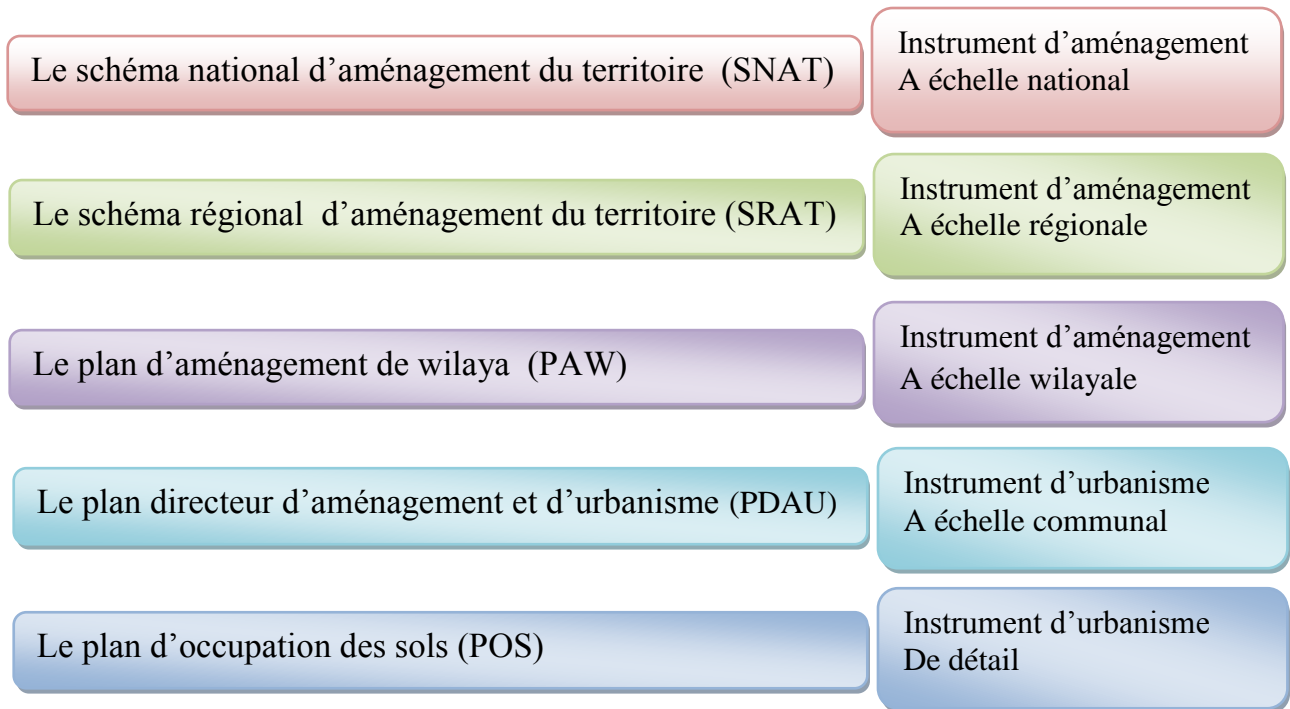 Le schéma national d’aménagement du territoire (SNAT)
Instrument d’aménagement
A échelle national
Le schéma régional d’aménagement du territoire (SRAT)
Instrument d’aménagement
A échelle régionale
Le plan d’aménagement de wilaya (PAW)
Instrument d’aménagement
A échelle wilayale
Le plan directeur d’aménagement et d’urbanisme (PDAU)
Instrument d’urbanisme
A échelle communal
Le plan d’occupation des sols (POS)
Instrument d’urbanisme
De détail